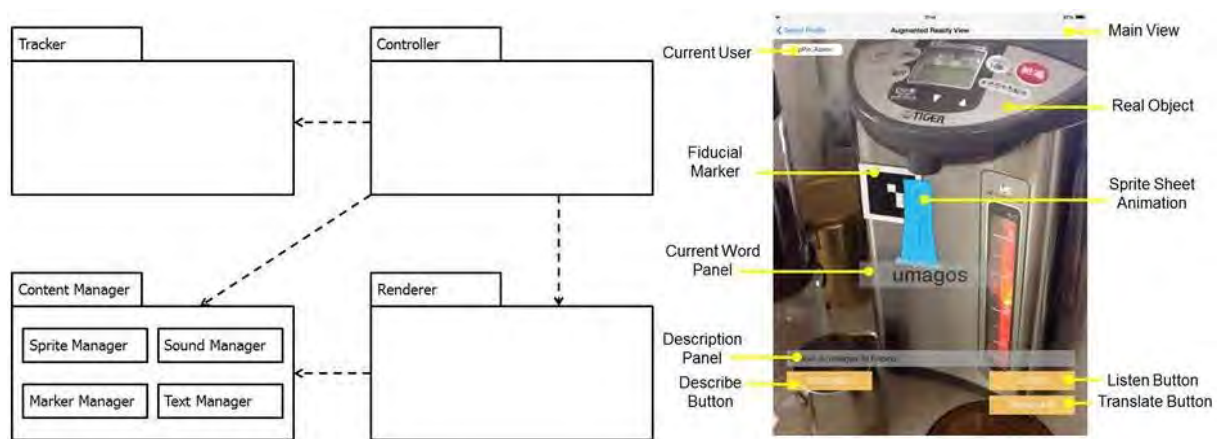 Tracker
Controller
Content Manager
Sprite Manager
Sound Manager
Marker Manager
Text Manager
Renderer
Current User
Fiducial
Marker
Current Word
Panel
Description
Panel
Describe
Button
Augmented Reality View
TIGER
umagos
Main View
Real Object
Sprite Sheet
Animation
Listen Button
Translate Button